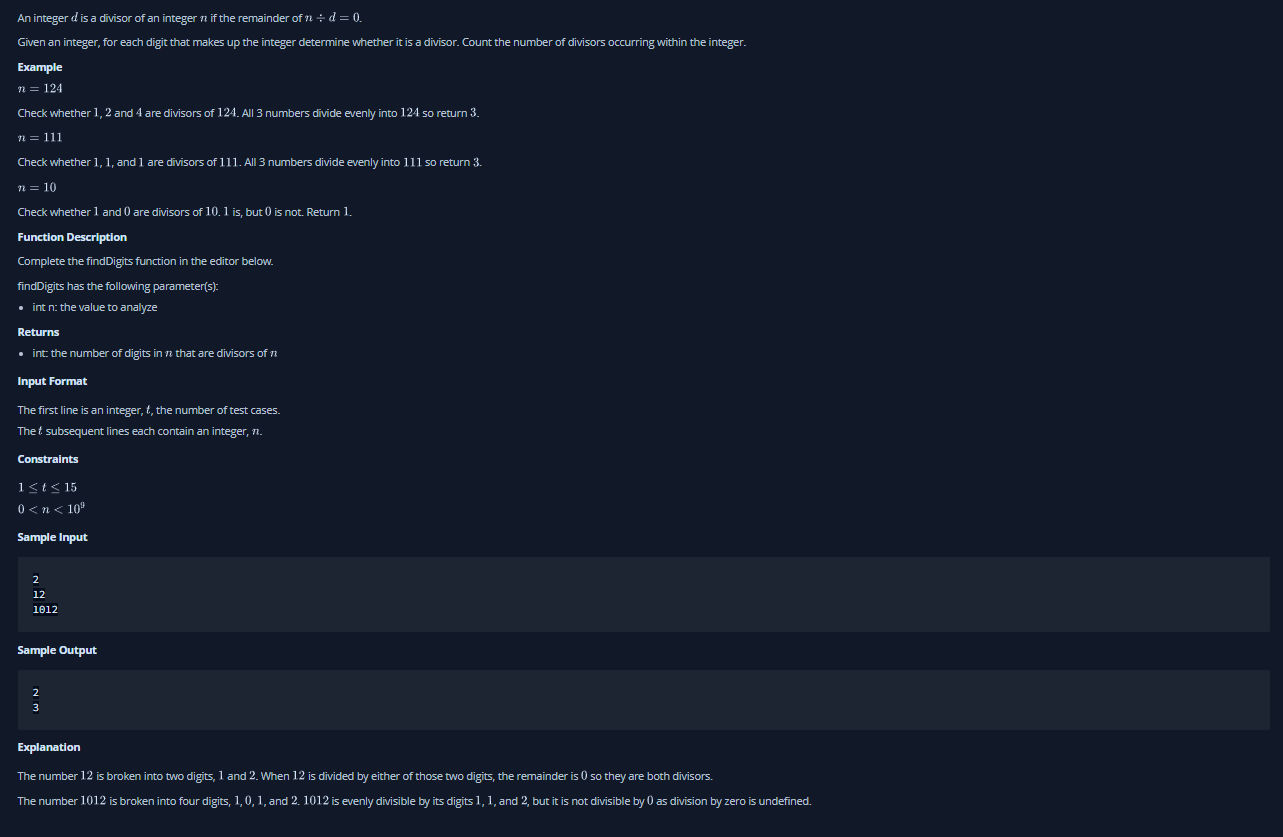 An integer d is a divisor of an integer n if the remainder of n ÷ d = 0.
Given an integer, for each digit that makes up the integer determine whether it is a divisor. Count the number of divisors occurring within the integer.
Example
n = 124
Check whether 1, 2 and 4 are divisors of 124. All 3 numbers divide evenly into 124 so return 3.
n = 111
Check whether 1, 1, and 1 are divisors of 111. All 3 numbers divide evenly into 111 so return 3.
n = 10
Check whether 1 and 0 are divisors of 10. 1 is, but 0 is not. Return 1.
Function Description
Complete the findDigits function in the editor below.
findDigits has the following parameter(s):
• int n: the value to analyze
Returns
• int: the number of digits in n that are divisors of n
Input Format
The first line is an integer, t, the number of test cases.
The t subsequent lines each contain an integer, n.
Constraints
1 ≤ t ≤ 15
0 < n < 10⁹
Sample Input
2
12
1012
Sample Output
2
3
Explanation
The number 12 is broken into two digits, 1 and 2. When 12 is divided by either of those two digits, the remainder is 0 so they are both divisors.
The number 1012 is broken into four digits, 1, 0, 1, and 2. 1012 is evenly divisible by its digits 1, 1, and 2, but it is not divisible by 0 as division by zero is undefined.